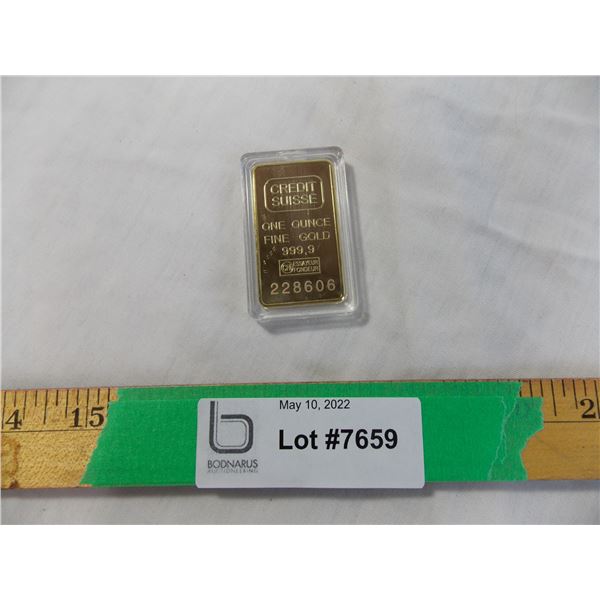 CREDIT
SUISSE
ONE OUNCE
FINE GOLD
999,9
ESSAYEUR
FONDEUR
228606
4 15 2
May 10, 2022
Lot #7659
b
BODNARUS
AUCTIONEERING